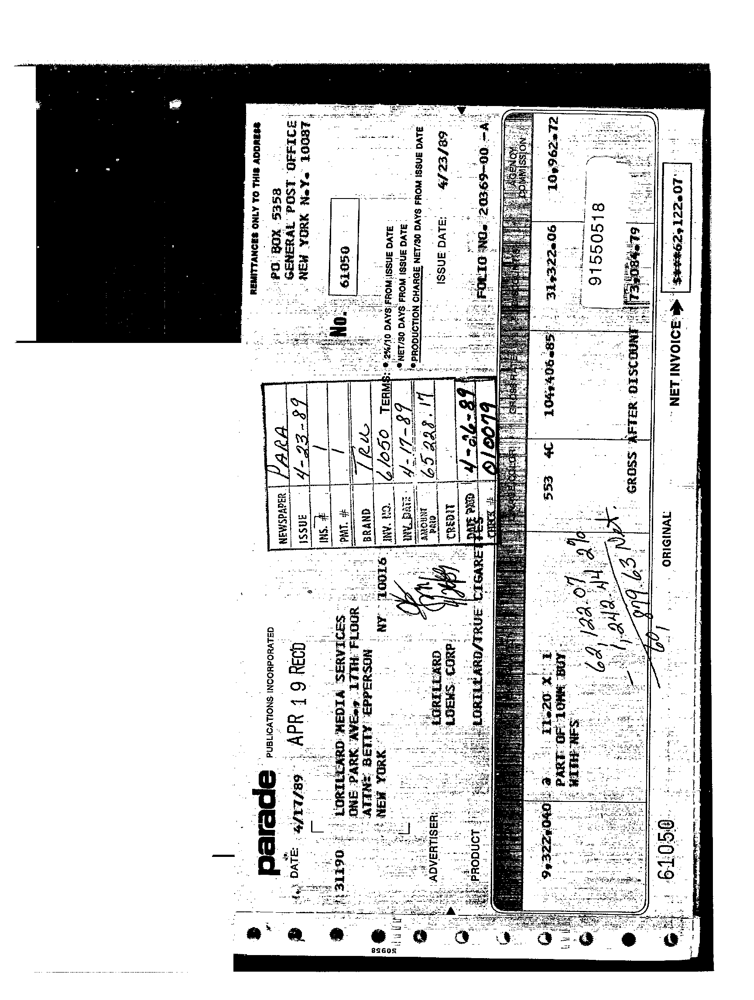 REMITTANCES ONLY TO THIS ADDRESS
PO BOX 5358
GENERAL POST OFFICE
NEW YORK N.Y. 10087
parade PUBLICATIONS INCORPORATED
DATE: 4/17/89 APR 19 RECD
No. 61050
31190
LORILLARD MEDIA SERVICES
ONE PARK AVE., 17TH FLOOR
ATTN: BETTY EPPERSON
NEW YORK NY 10016
NEWSPAPER PARA
ISSUE 4-23-89
INS. # 1
PMT. # 1
BRAND TRU
INV. NO. 61050
INV. DATE 4-17-89
AMOUNT PAID 65228.17
CREDIT
DATE PAID 4-26-89
CHECK # 010079
TERMS: • 2%/10 DAYS FROM ISSUE DATE
• NET/30 DAYS FROM ISSUE DATE
• PRODUCTION CHARGE NET/30 DAYS FROM ISSUE DATE
ADVERTISER: LORILLARD
LOEWS CORP.
ISSUE DATE: 4/23/89
PRODUCT LORILLARD/TRUE CIGARETTES
FOLIO NO. 20369-00 -A
GROSS RATE
AGENCY COMMISSION
9,322,040 @ 11.20 X 1 553 4C 104,406.85 31,322.06 10,962.72
PART OF 10MM BUY
WITH NFS
62,122.07
- 1,242.44 2%
60,879.63 Net
91550518
GROSS AFTER DISCOUNT 73,084.79
61050
ORIGINAL
NET INVOICE $****62,122.07
50958